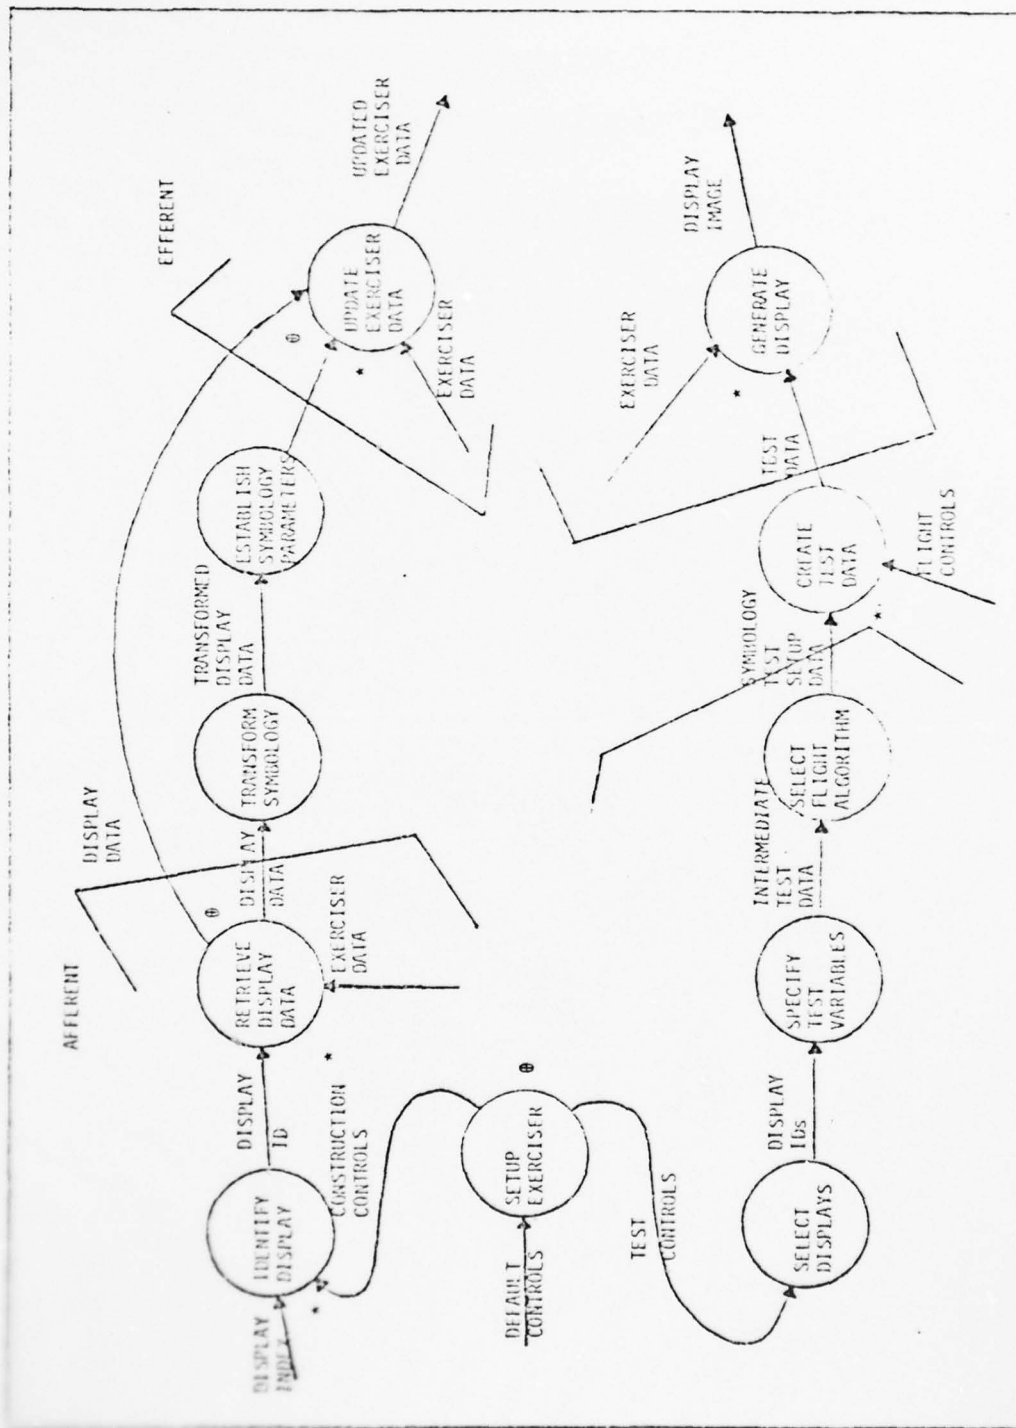 AFFERENT
DISPLAY
DATA
EFFERENT
DISPLAY
INDEX
*
IDENTIFY
DISPLAY
DISPLAY
ID
CONSTRUCTION
CONTROLS
*
RETRIEVE
DISPLAY
DATA
⊕
EXERCISER
DATA
DISPLAY
DATA
TRANSFORM
SYMBOLOGY
TRANSFORMED
DISPLAY
DATA
ESTABLISH
SYMBOLOGY
PARAMETERS
⊕
*
UPDATE
EXERCISER
DATA
EXERCISER
DATA
UPDATED
EXERCISER
DATA
DEFAULT
CONTROLS
SETUP
EXERCISER
⊕
TEST
CONTROLS
SELECT
DISPLAYS
DISPLAY
IDs
SPECIFY
TEST
VARIABLES
INTERMEDIATE
TEST
DATA
SELECT
FLIGHT
ALGORITHM
SYMBOLOGY
TEST
SETUP
DATA
*
CREATE
TEST
DATA
FLIGHT
CONTROLS
TEST
DATA
EXERCISER
DATA
*
GENERATE
DISPLAY
DISPLAY
IMAGE